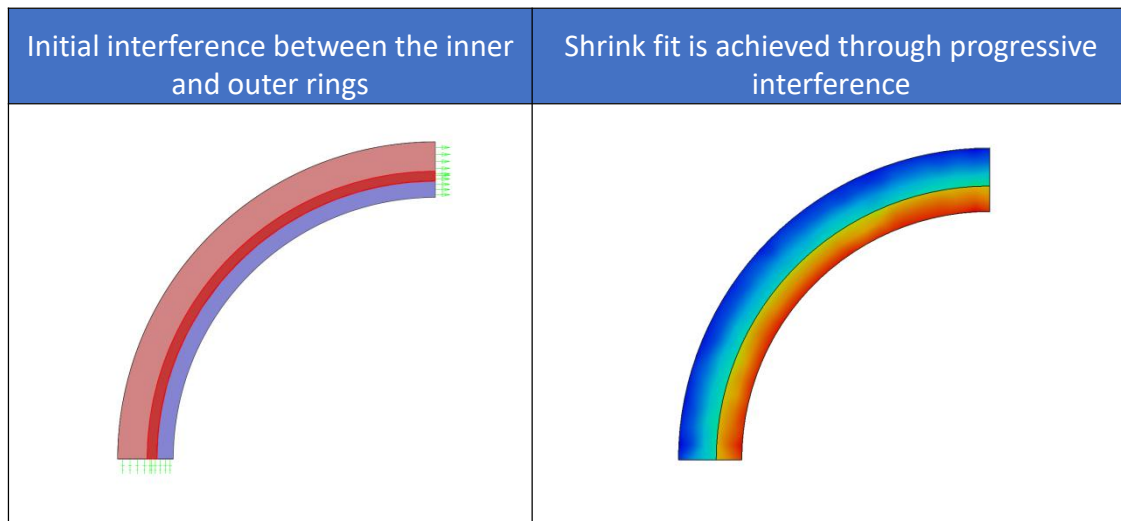 Initial interference between the inner
and outer rings
Shrink fit is achieved through progressive
interference